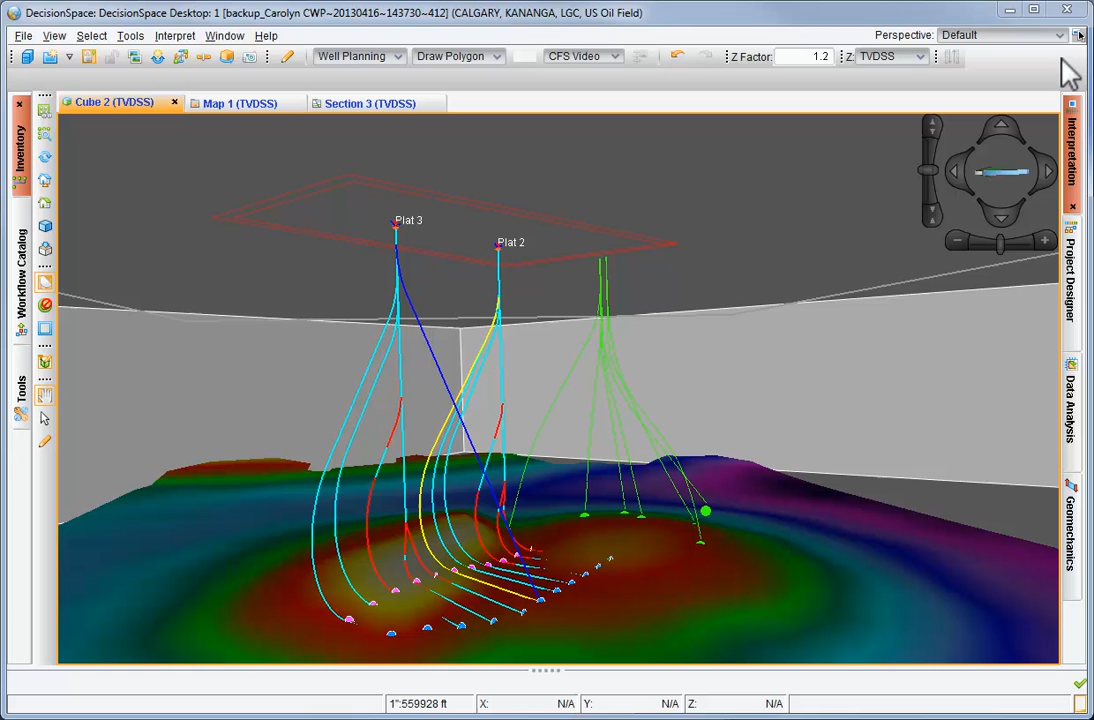 DecisionSpace: DecisionSpace Desktop: 1 [backup_Carolyn CWP~20130416~143730~412] (CALGARY, KANANGA, LGC, US Oil Field)
File View Select Tools Interpret Window Help
Perspective: Default
Well Planning Draw Polygon CFS Video Z Factor: 1.2 Z: TVDSS
Cube 2 (TVDSS) Map 1 (TVDSS) Section 3 (TVDSS)
Inventory
Workflow Catalog
Tools
Plat 3
Plat 2
Interpretation
Project Designer
Data Analysis
Geomechanics
1":559928 ft X: N/A Y: N/A Z: N/A